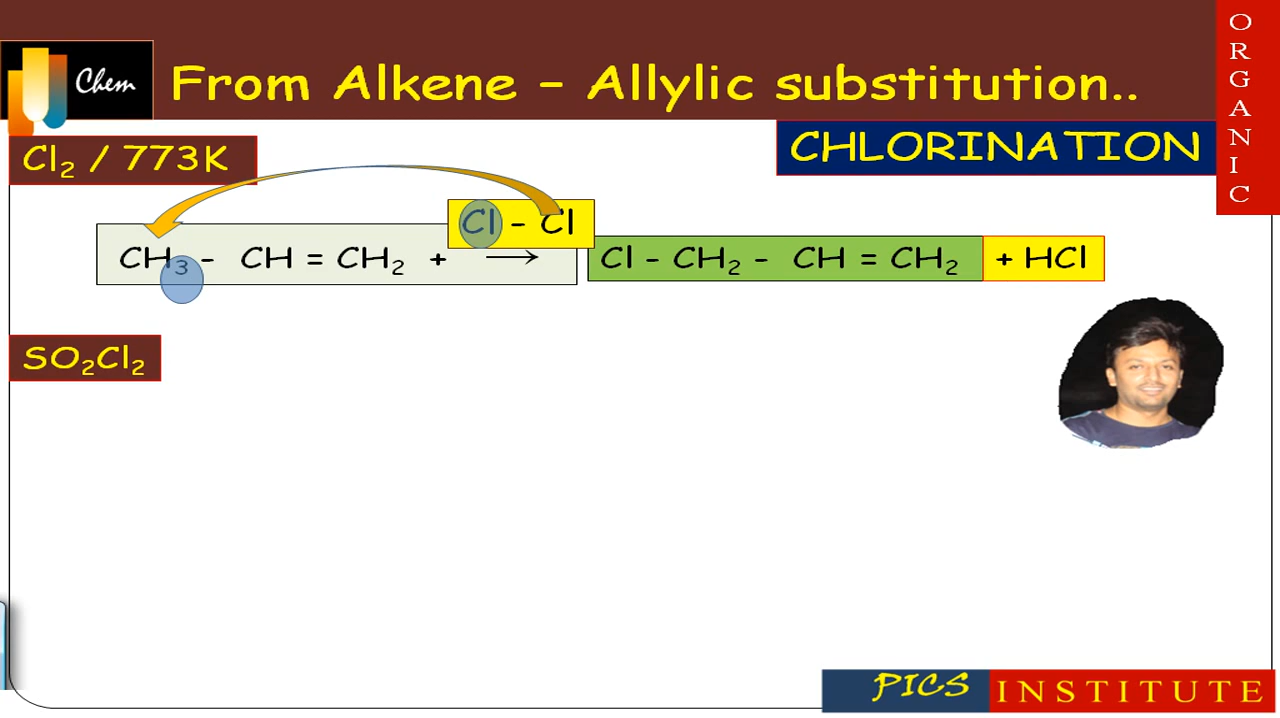 Chem
From Alkene – Allylic substitution..
ORGANIC
CHLORINATION
Cl₂ / 773K
Cl – Cl
CH₃ – CH = CH₂ + → Cl - CH₂ - CH = CH₂ + HCl
SO₂Cl₂
PICS INSTITUTE